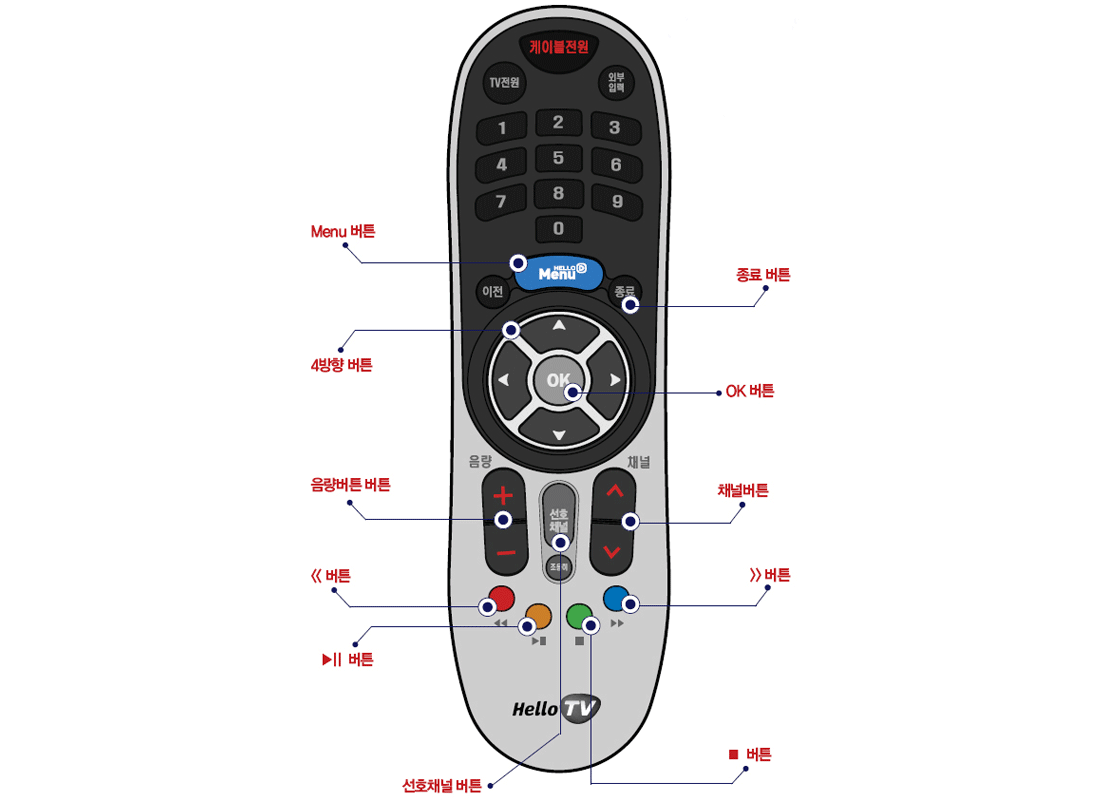 케이블전원
TV전원
외부
입력
1
2
3
4
5
6
7
8
9
0
Menu 버튼
HELLO
Menu
이전
종료
종료 버튼
4방향 버튼
OK
OK 버튼
음량
채널
음량버튼 버튼
+
−
선호
채널
채널버튼
« 버튼
» 버튼
◀◀
▶▮▮
■
▶▶
▶II 버튼
Hello TV
■ 버튼
선호채널 버튼